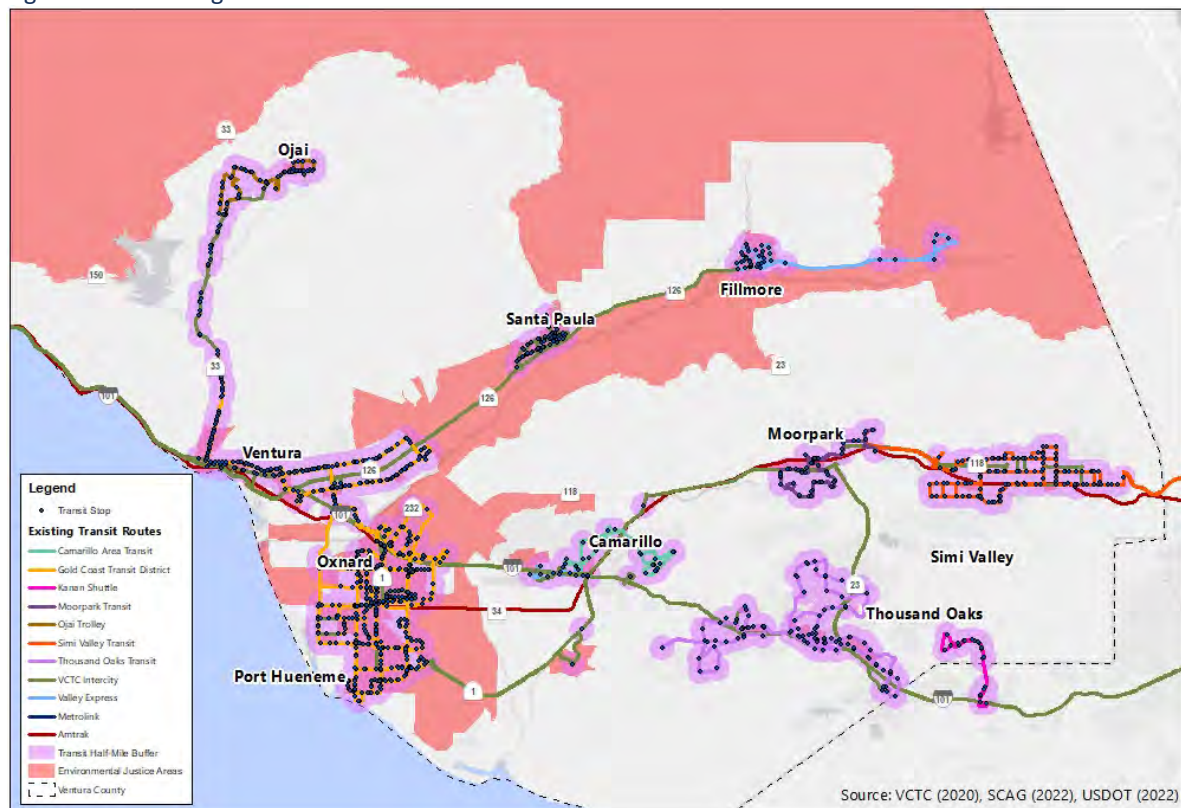 33
Ojai
150
Fillmore
126
Santa Paula
23
33
126
101
Moorpark
Ventura
118
126
118
232
101
Camarillo
Oxnard
101
Simi Valley
1
23
34
Thousand Oaks
Port Hueneme
1
101
Legend
Transit Stop
Existing Transit Routes
Camarillo Area Transit
Gold Coast Transit District
Kanan Shuttle
Moorpark Transit
Ojai Trolley
Simi Valley Transit
Thousand Oaks Transit
VCTC Intercity
Valley Express
Metrolink
Amtrak
Transit Half-Mile Buffer
Environmental Justice Areas
Ventura County
Source: VCTC (2020), SCAG (2022), USDOT (2022)